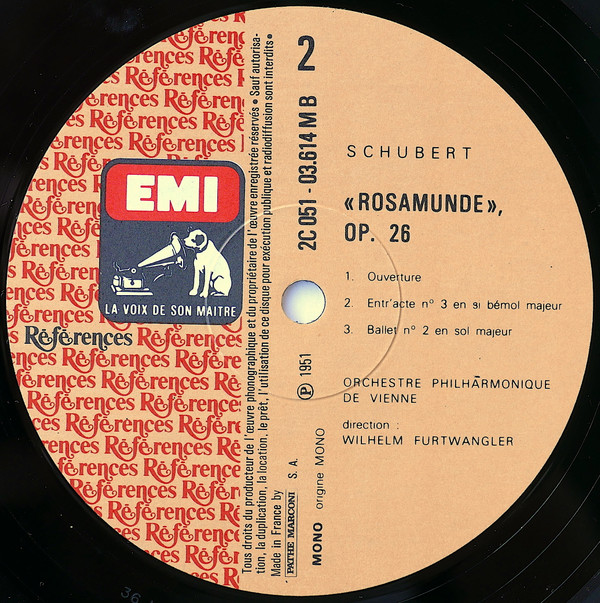 SCHUBERT
«ROSAMUNDE»,
OP. 26
1. Ouverture
2. Entr'acte nº 3 en si bémol majeur
3. Ballet nº 2 en sol majeur
ORCHESTRE PHILHARMONIQUE
DE VIENNE
direction :
WILHELM FURTWANGLER
2
2C 051 - 03.614 M B
℗ 1951
MONO origine MONO
Tous droits du producteur de l'œuvre phonographique et du propriétaire de l'œuvre enregistrée réservés • Sauf autorisa-
tion, la duplication, la location, le prêt, l'utilisation de ce disque pour exécution publique et radiodiffusion sont interdits •
Made in France by
PATHE MARCONI S. A.
EMI
LA VOIX DE SON MAITRE
Références